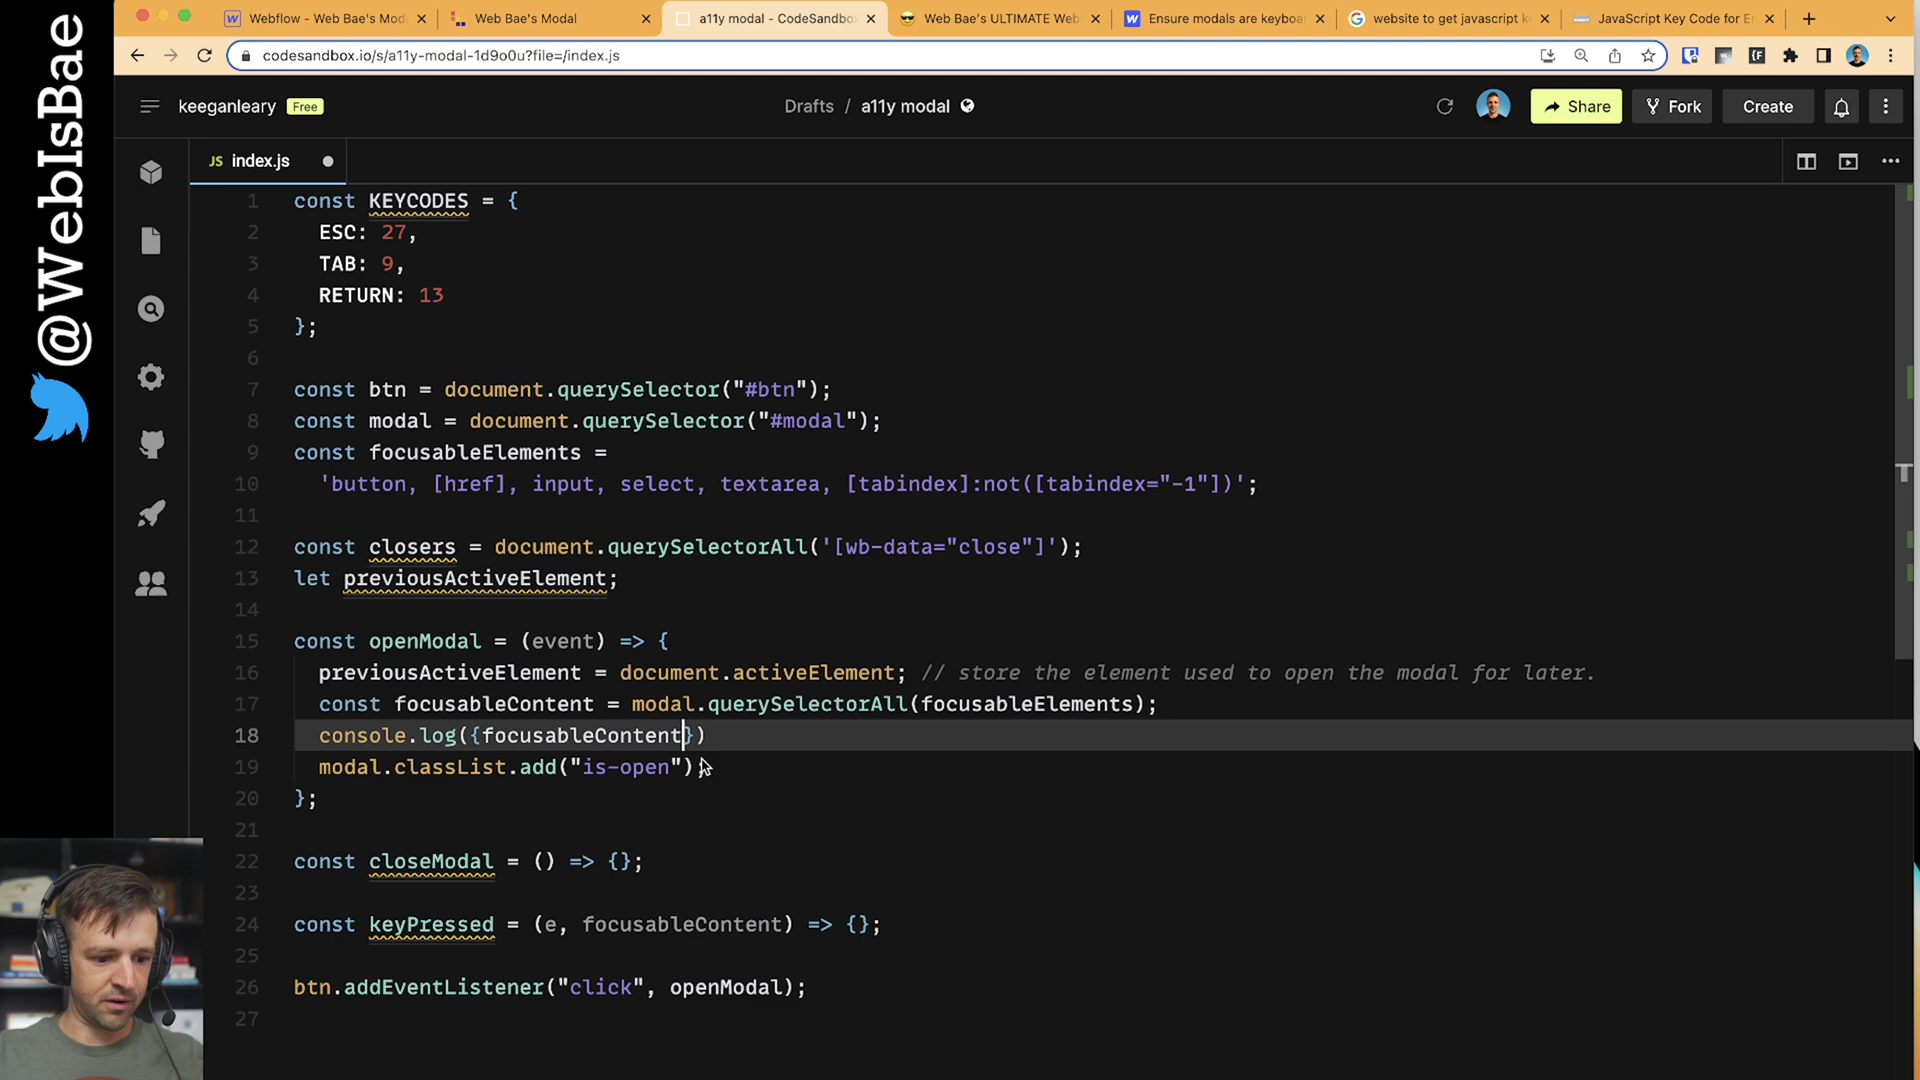 @WebIsBae
Webflow - Web Bae's Mod
Web Bae's Modal
a11y modal - CodeSandbo
Web Bae's ULTIMATE Web
Ensure modals are keyboa
website to get javascript k
JavaScript Key Code for E
codesandbox.io/s/a11y-modal-1d9o0u?file=/index.js
keeganleary Free
Drafts / a11y modal
Share
Fork
Create
JS index.js
1 const KEYCODES = {
2 ESC: 27,
3 TAB: 9,
4 RETURN: 13
5 };
6
7 const btn = document.querySelector("#btn");
8 const modal = document.querySelector("#modal");
9 const focusableElements =
10 'button, [href], input, select, textarea, [tabindex]:not([tabindex="-1"])';
11
12 const closers = document.querySelectorAll('[wb-data="close"]');
13 let previousActiveElement;
14
15 const openModal = (event) => {
16 previousActiveElement = document.activeElement; // store the element used to open the modal for later.
17 const focusableContent = modal.querySelectorAll(focusableElements);
18 console.log({focusableContent})
19 modal.classList.add("is-open");
20 };
21
22 const closeModal = () => {};
23
24 const keyPressed = (e, focusableContent) => {};
25
26 btn.addEventListener("click", openModal);
27